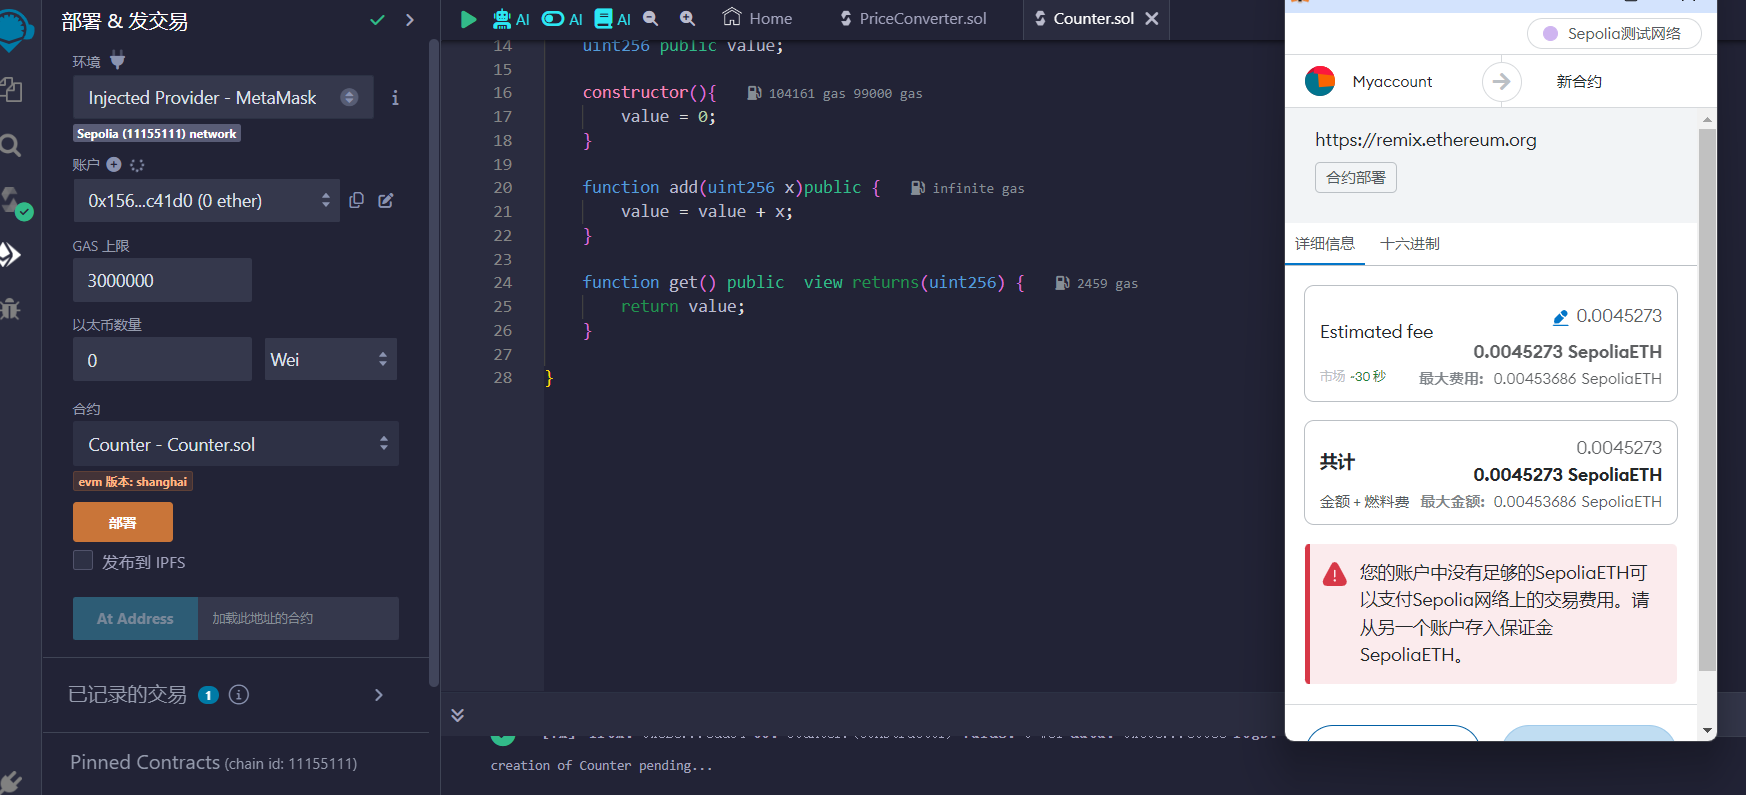 部署 & 发交易
环境
Injected Provider - MetaMask
Sepolia (11155111) network
账户
0x156...c41d0 (0 ether)
GAS 上限
3000000
以太币数量
0
Wei
合约
Counter - Counter.sol
evm 版本: shanghai
部署
发布到 IPFS
At Address
加载此地址的合约
已记录的交易 1
Pinned Contracts (chain id: 11155111)
AI AI AI Home PriceConverter.sol Counter.sol
14 uint256 public value;
15
16 constructor(){ 104161 gas 99000 gas
17 value = 0;
18 }
19
20 function add(uint256 x)public { infinite gas
21 value = value + x;
22 }
23
24 function get() public view returns(uint256) { 2459 gas
25 return value;
26 }
27
28 }
creation of Counter pending...
Sepolia测试网络
Myaccount
新合约
https://remix.ethereum.org
合约部署
详细信息 十六进制
Estimated fee
0.0045273
0.0045273 SepoliaETH
市场 ~30 秒
最大费用: 0.00453686 SepoliaETH
共计
0.0045273
0.0045273 SepoliaETH
金额 + 燃料费 最大金额: 0.00453686 SepoliaETH
您的账户中没有足够的SepoliaETH可
以支付Sepolia网络上的交易费用。请
从另一个账户存入保证金
SepoliaETH。